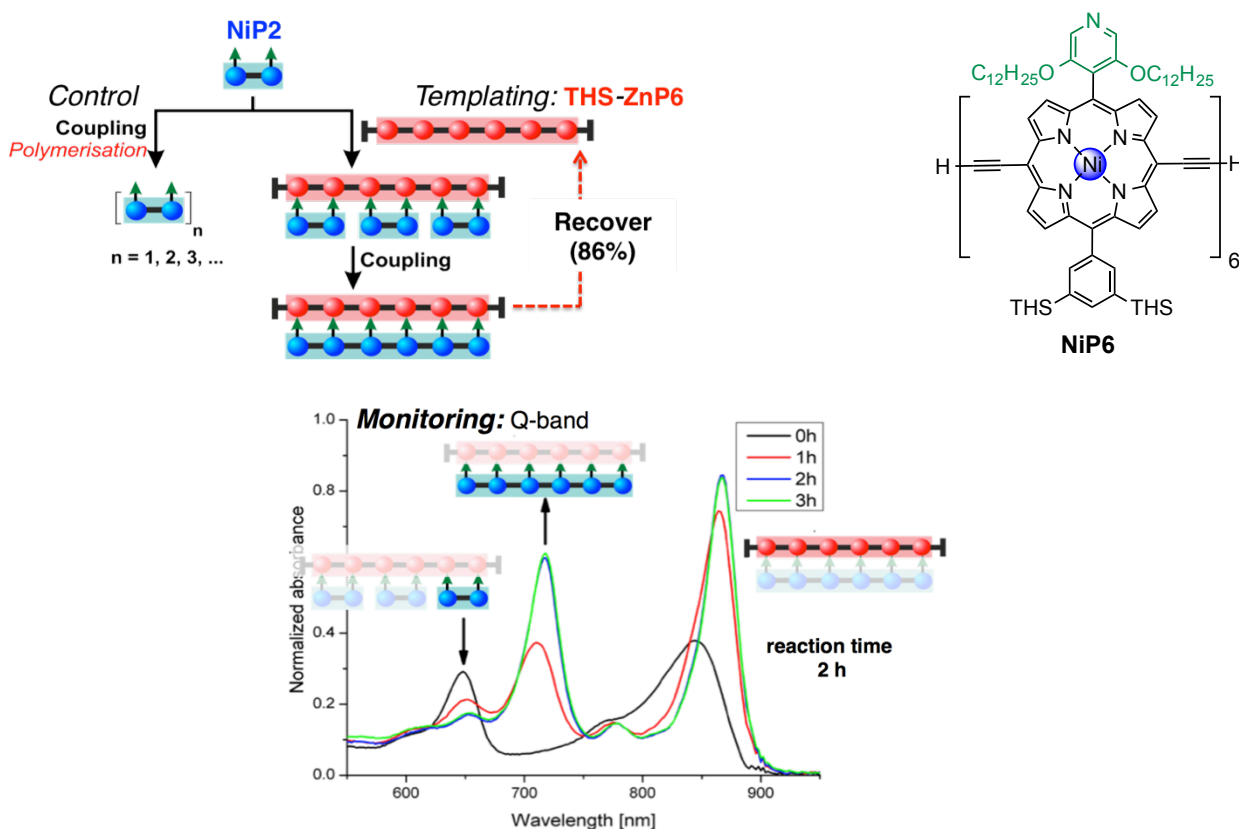 NiP2
Control
Templating: THS-ZnP6
Coupling
Polymerisation
n
n = 1, 2, 3, ...
Recover
(86%)
Coupling
N
C12H25O
OC12H25
N
N
Ni
N
N
H
H
6
THS
THS
NiP6
Monitoring: Q-band
0h
1h
2h
3h
reaction time
2 h
1.0
0.8
0.4
0.2
0.0
600
700
800
900
Normalized absorbance
Wavelength [nm]